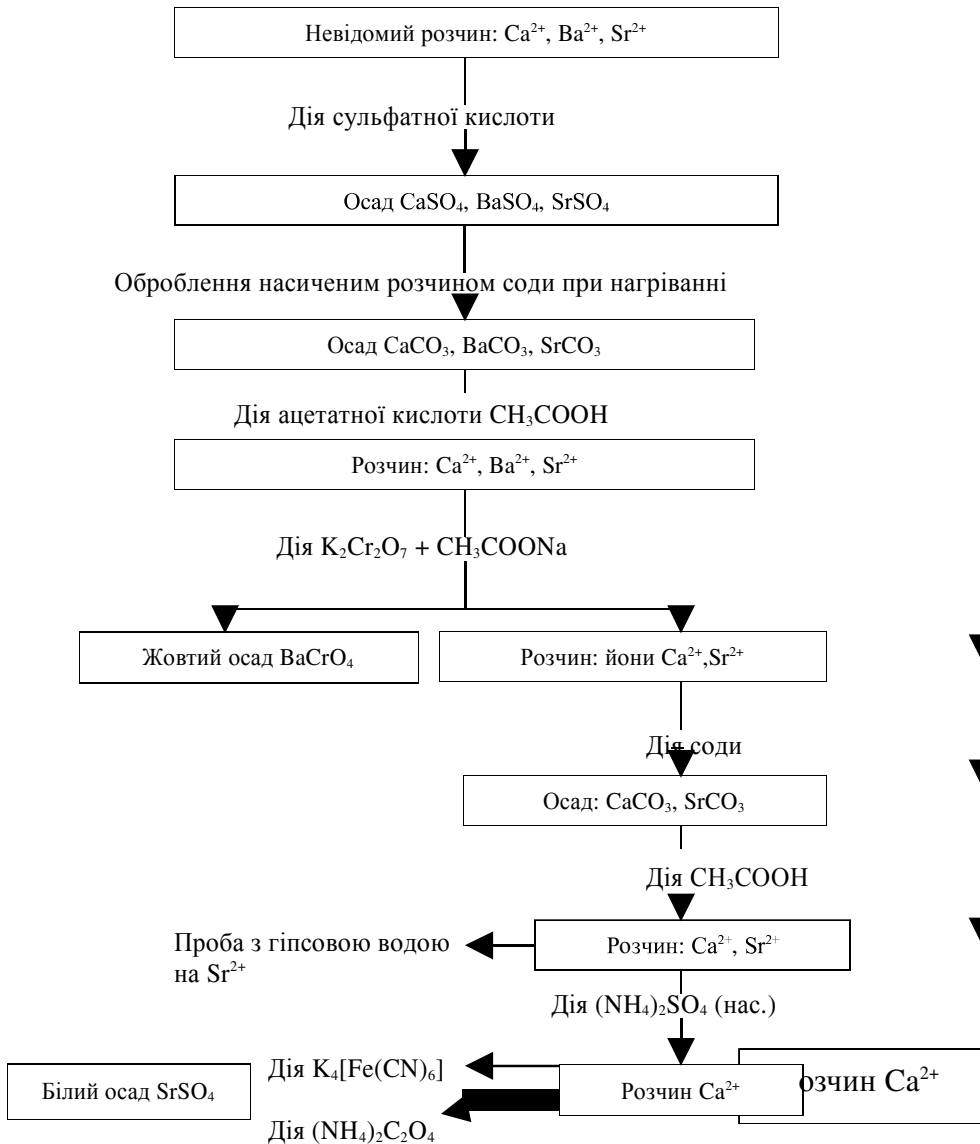 Невідомий розчин: Ca²⁺, Ba²⁺, Sr²⁺
Дія сульфатної кислоти
Осад CaSO₄, BaSO₄, SrSO₄
Оброблення насиченим розчином соди при нагріванні
Осад CaCO₃, BaCO₃, SrCO₃
Дія ацетатної кислоти CH₃COOH
Розчин: Ca²⁺, Ba²⁺, Sr²⁺
Дія K₂Cr₂O₇ + CH₃COONa
Жовтий осад BaCrO₄
Розчин: йони Ca²⁺,Sr²⁺
Дія соди
Осад: CaCO₃, SrCO₃
Дія CH₃COOH
Проба з гіпсовою водою
на Sr²⁺
Розчин: Ca²⁺, Sr²⁺
Дія (NH₄)₂SO₄ (нас.)
Білий осад SrSO₄
Дія K₄[Fe(CN)₆]
Дія (NH₄)₂C₂O₄
Розчин Ca²⁺
озчин Ca²⁺